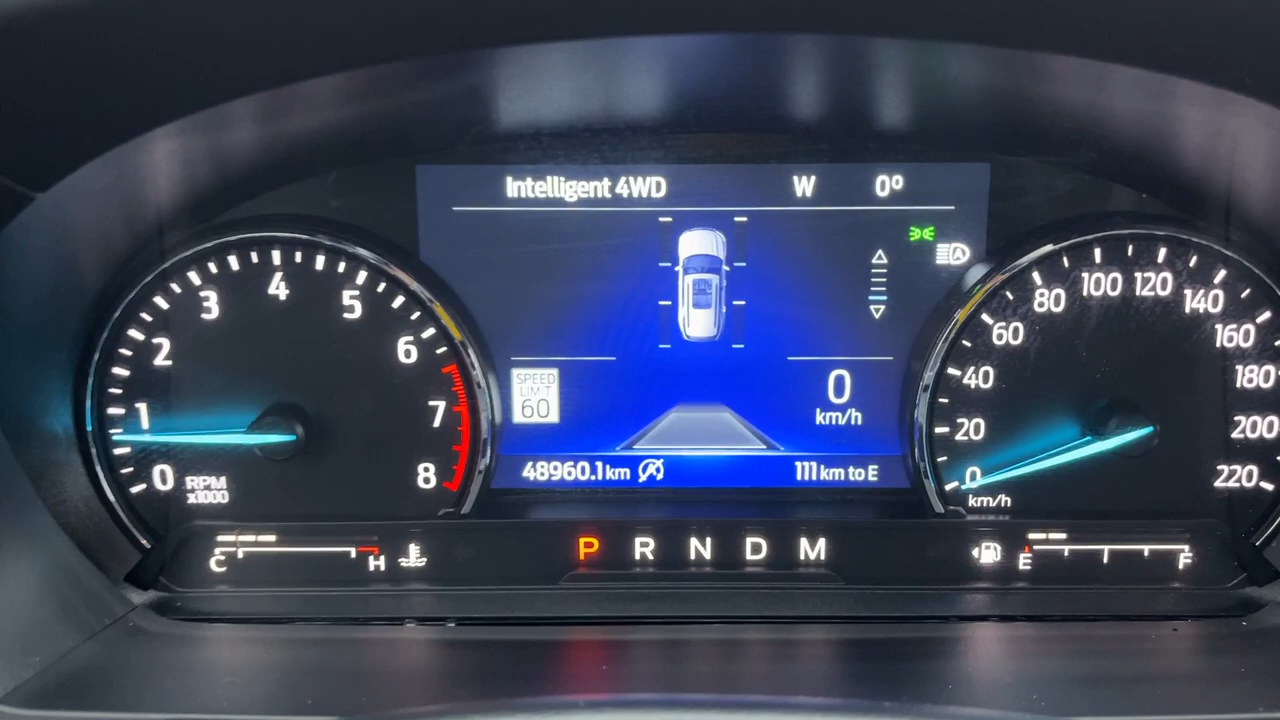 Intelligent 4WD W 0º
0 1 2 3 4 5 6 7 8
RPM
x1000
SPEED
LIMIT
60
0
km/h
48960.1 km A 111 km to E
A
0 20 40 60 80 100 120 140 160 180 200 220
km/h
C H
P R N D M
E F